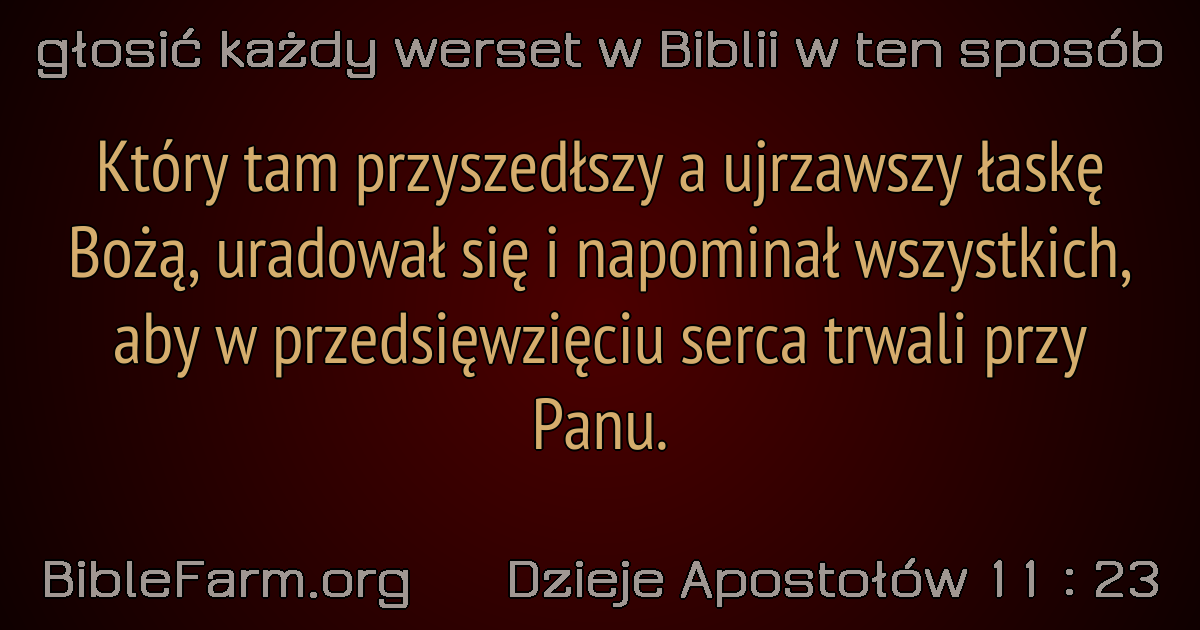 głosić każdy werset w Biblii w ten sposób
Który tam przyszedłszy a ujrzawszy łaskę
Bożą, uradował się i napominał wszystkich,
aby w przedsięwzięciu serca trwali przy
Panu.
BibleFarm.org Dzieje Apostołów 11 : 23